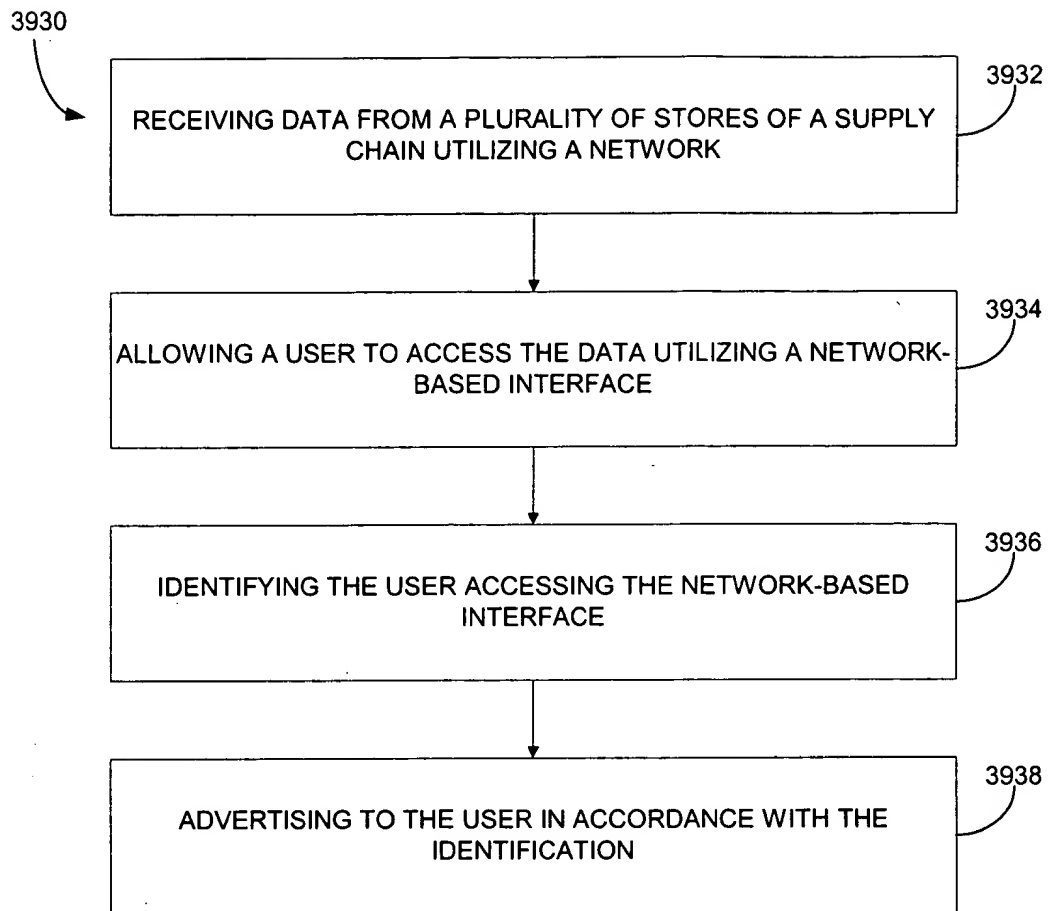 3930
3932
RECEIVING DATA FROM A PLURALITY OF STORES OF A SUPPLY
CHAIN UTILIZING A NETWORK
3934
ALLOWING A USER TO ACCESS THE DATA UTILIZING A NETWORK-
BASED INTERFACE
3936
IDENTIFYING THE USER ACCESSING THE NETWORK-BASED
INTERFACE
3938
ADVERTISING TO THE USER IN ACCORDANCE WITH THE
IDENTIFICATION